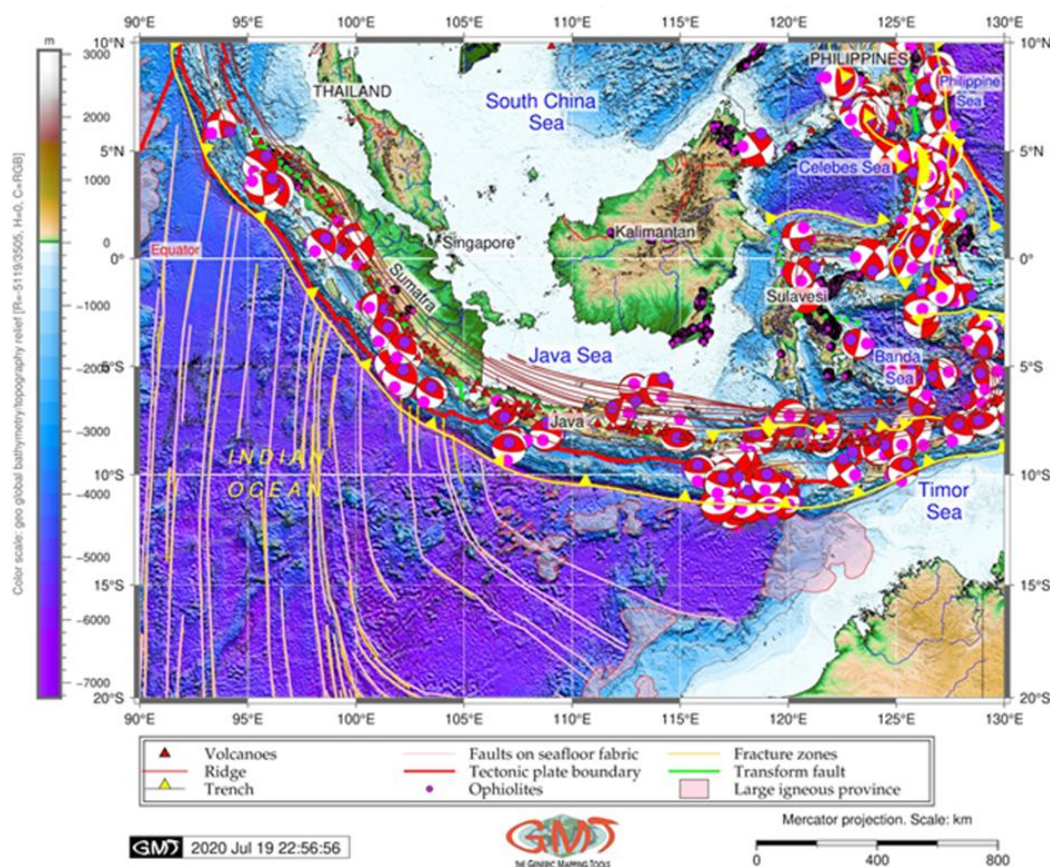 90°E 95°E 100°E 105°E 110°E 115°E 120°E 125°E 130°E
m
3000
2000
1000
0
−1000
−2000
−3000
−4000
−5000
−6000
−7000
Color scale: geo global bathymetry/topography relief [R=-5119/3505, H=0, C=RGB]
10°N 10°N
5°N 5°N
0° 0°
5°S 5°S
10°S 10°S
15°S 15°S
20°S 20°S
THAILAND
PHILIPPINES
South China
Sea
Philippine
Sea
Celebes Sea
Equator
Singapore
Kalimantan
Sumatra
Sulavesi
Java Sea
Banda
Sea
Java
INDIAN
OCEAN
Timor
Sea
90°E 95°E 100°E 105°E 110°E 115°E 120°E 125°E 130°E
Volcanoes Faults on seafloor fabric Fracture zones
Ridge Tectonic plate boundary Transform fault
Trench Ophiolites Large igneous province
GMT 2020 Jul 19 22:56:56
GMT
THE GENERIC MAPPING TOOLS
Mercator projection. Scale: km
0 400 800